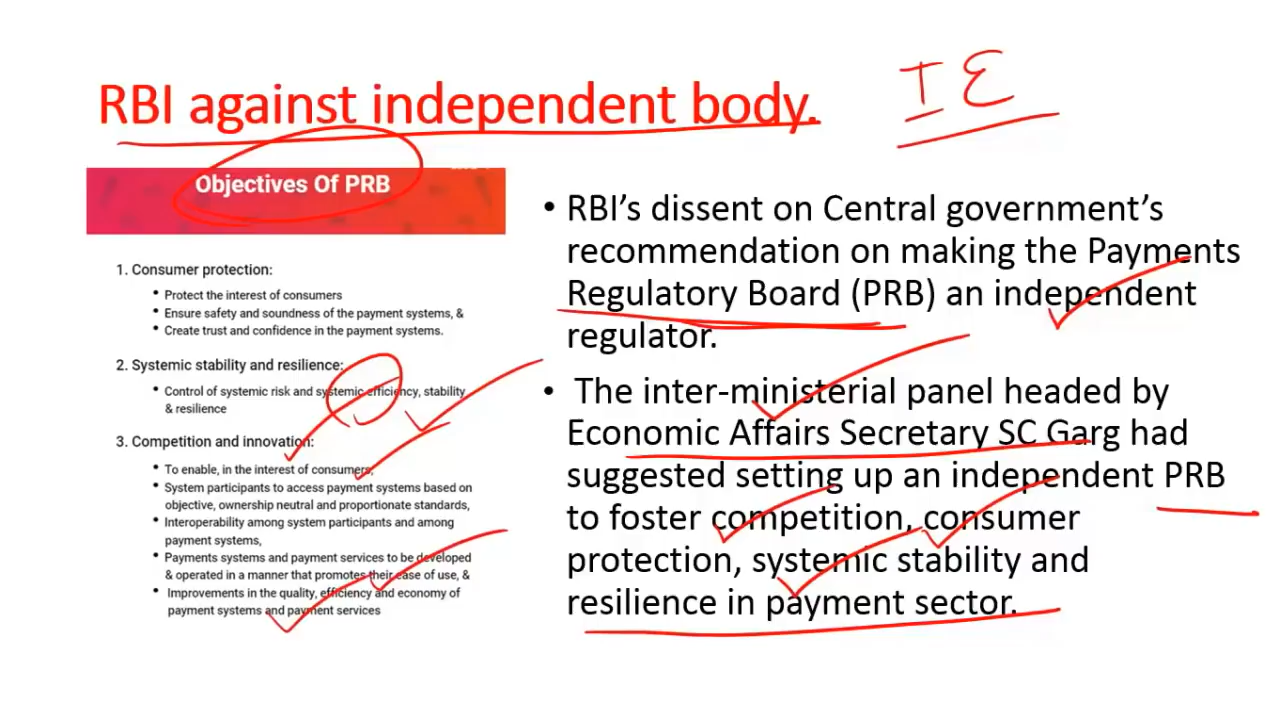 RBI against independent body.
I E
Objectives Of PRB
1. Consumer protection:
• Protect the interest of consumers
• Ensure safety and soundness of the payment systems, &
• Create trust and confidence in the payment systems.
2. Systemic stability and resilience:
• Control of systemic risk and systemic efficiency, stability
& resilience
3. Competition and innovation:
• To enable, in the interest of consumers,
• System participants to access payment systems based on
objective, ownership neutral and proportionate standards,
• Interoperability among system participants and among
payment systems,
• Payments systems and payment services to be developed
& operated in a manner that promotes their ease of use, &
• Improvements in the quality, efficiency and economy of
payment systems and payment services
• RBI’s dissent on Central government’s
recommendation on making the Payments
Regulatory Board (PRB) an independent
regulator.
• The inter-ministerial panel headed by
Economic Affairs Secretary SC Garg had
suggested setting up an independent PRB
to foster competition, consumer
protection, systemic stability and
resilience in payment sector.